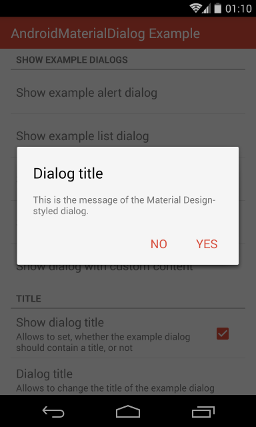 01:10
AndroidMaterialDialog Example
SHOW EXAMPLE DIALOGS
Show example alert dialog
Show example list dialog
Dialog title
This is the message of the Material Design-
styled dialog.
NO YES
Show dialog with custom content
TITLE
Show dialog title
Allows to set, whether the example dialog
should contain a title, or not
Dialog title
Allows to change the title of the example dialog